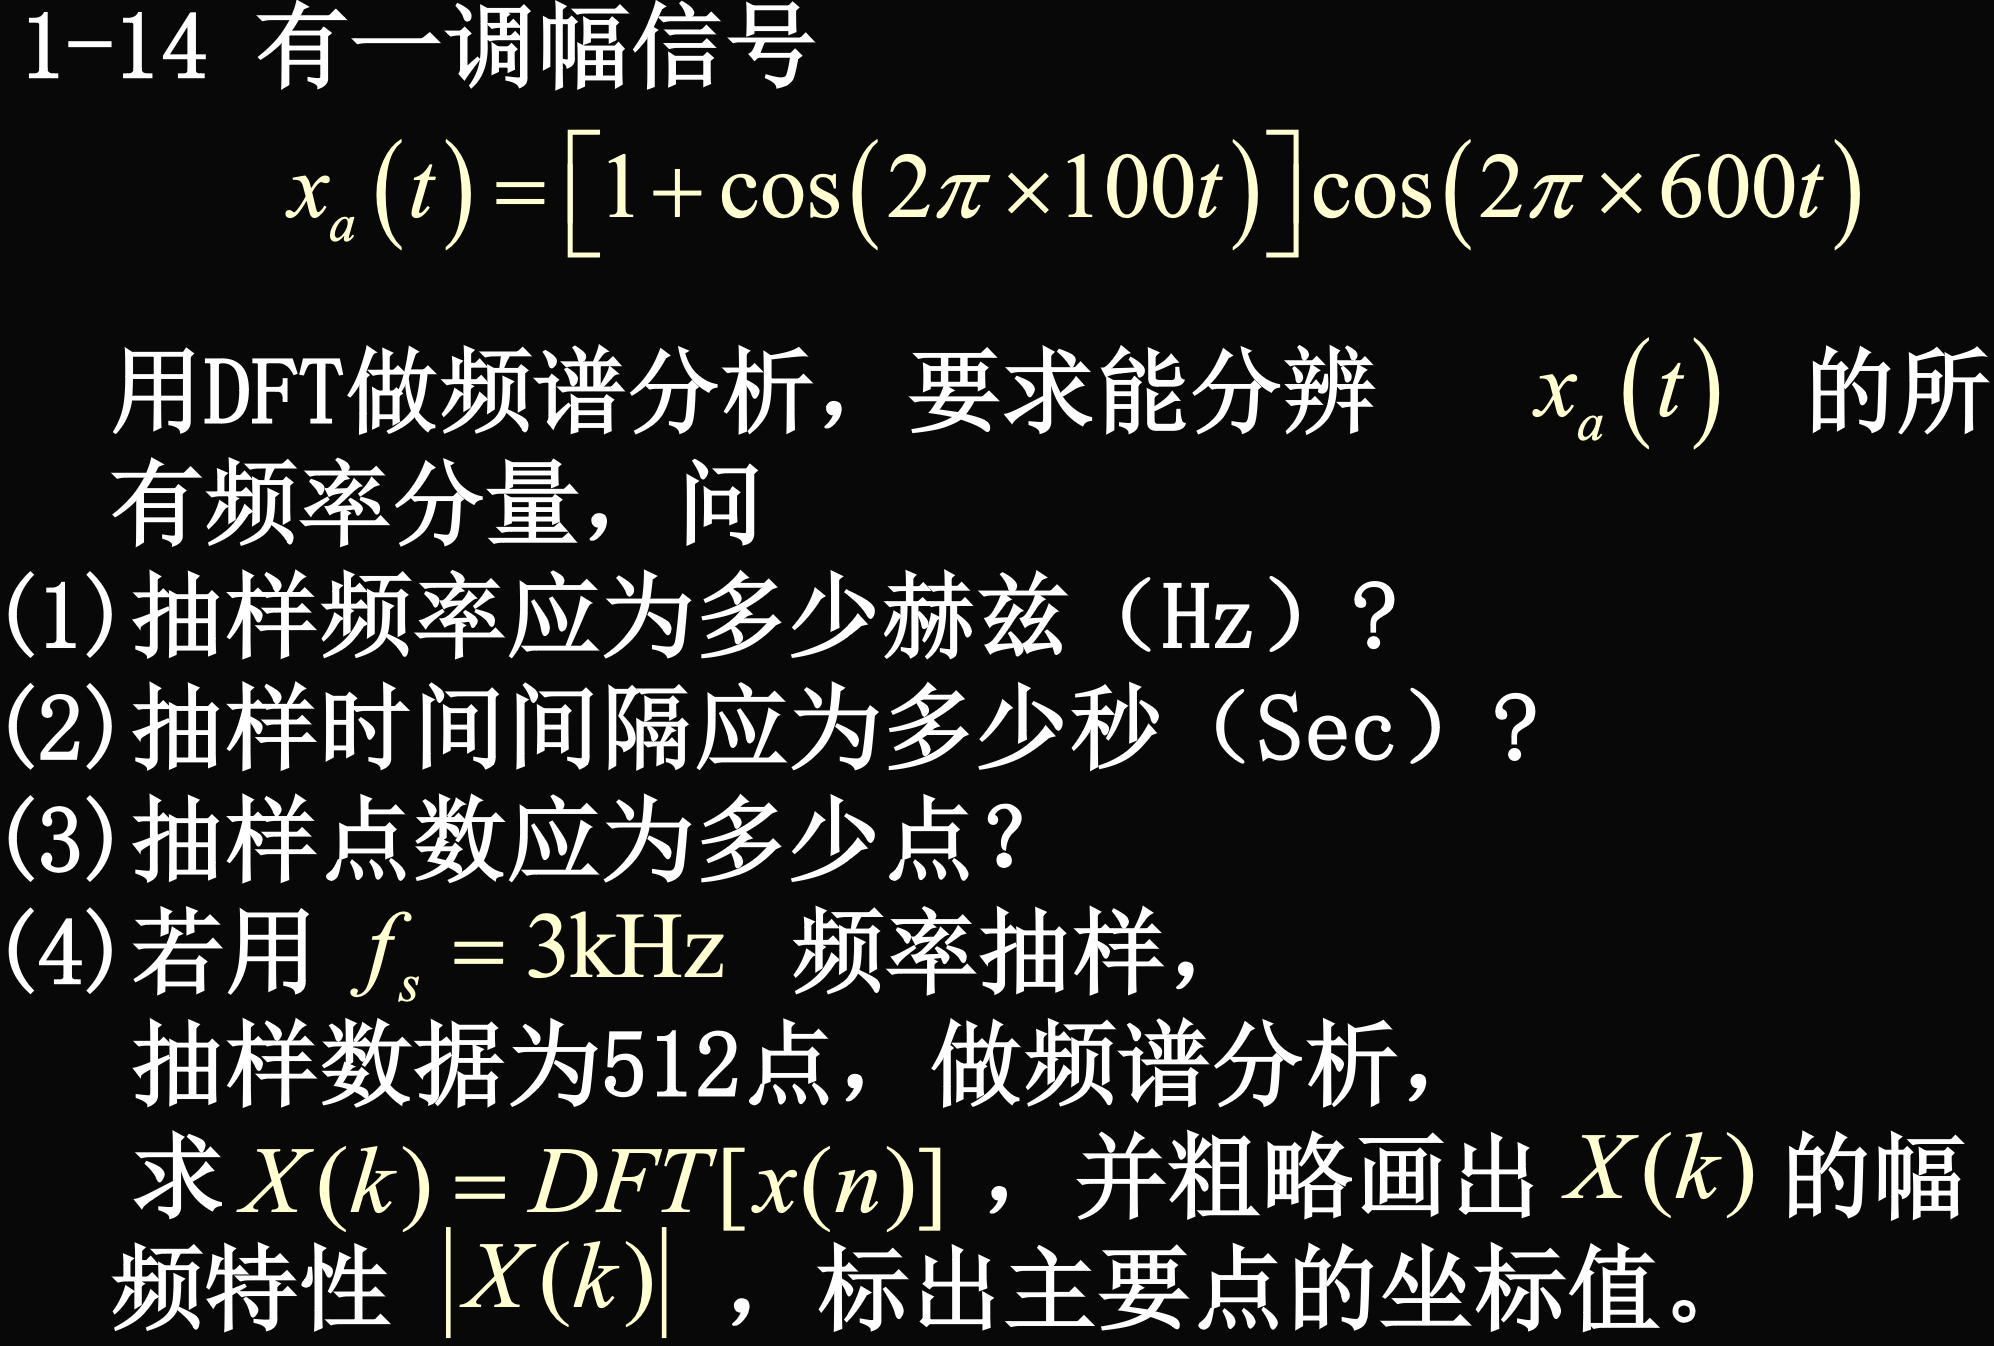 1-14 有一调幅信号
x_a(t)=[1+cos(2π×100t)]cos(2π×600t)
用DFT做频谱分析，要求能分辨 x_a(t) 的所
有频率分量，问
(1)抽样频率应为多少赫兹（Hz）？
(2)抽样时间间隔应为多少秒（Sec）？
(3)抽样点数应为多少点？
(4)若用 f_s=3kHz 频率抽样，
抽样数据为512点，做频谱分析，
求X(k)=DFT[x(n)]，并粗略画出X(k)的幅
频特性 |X(k)|，标出主要点的坐标值。